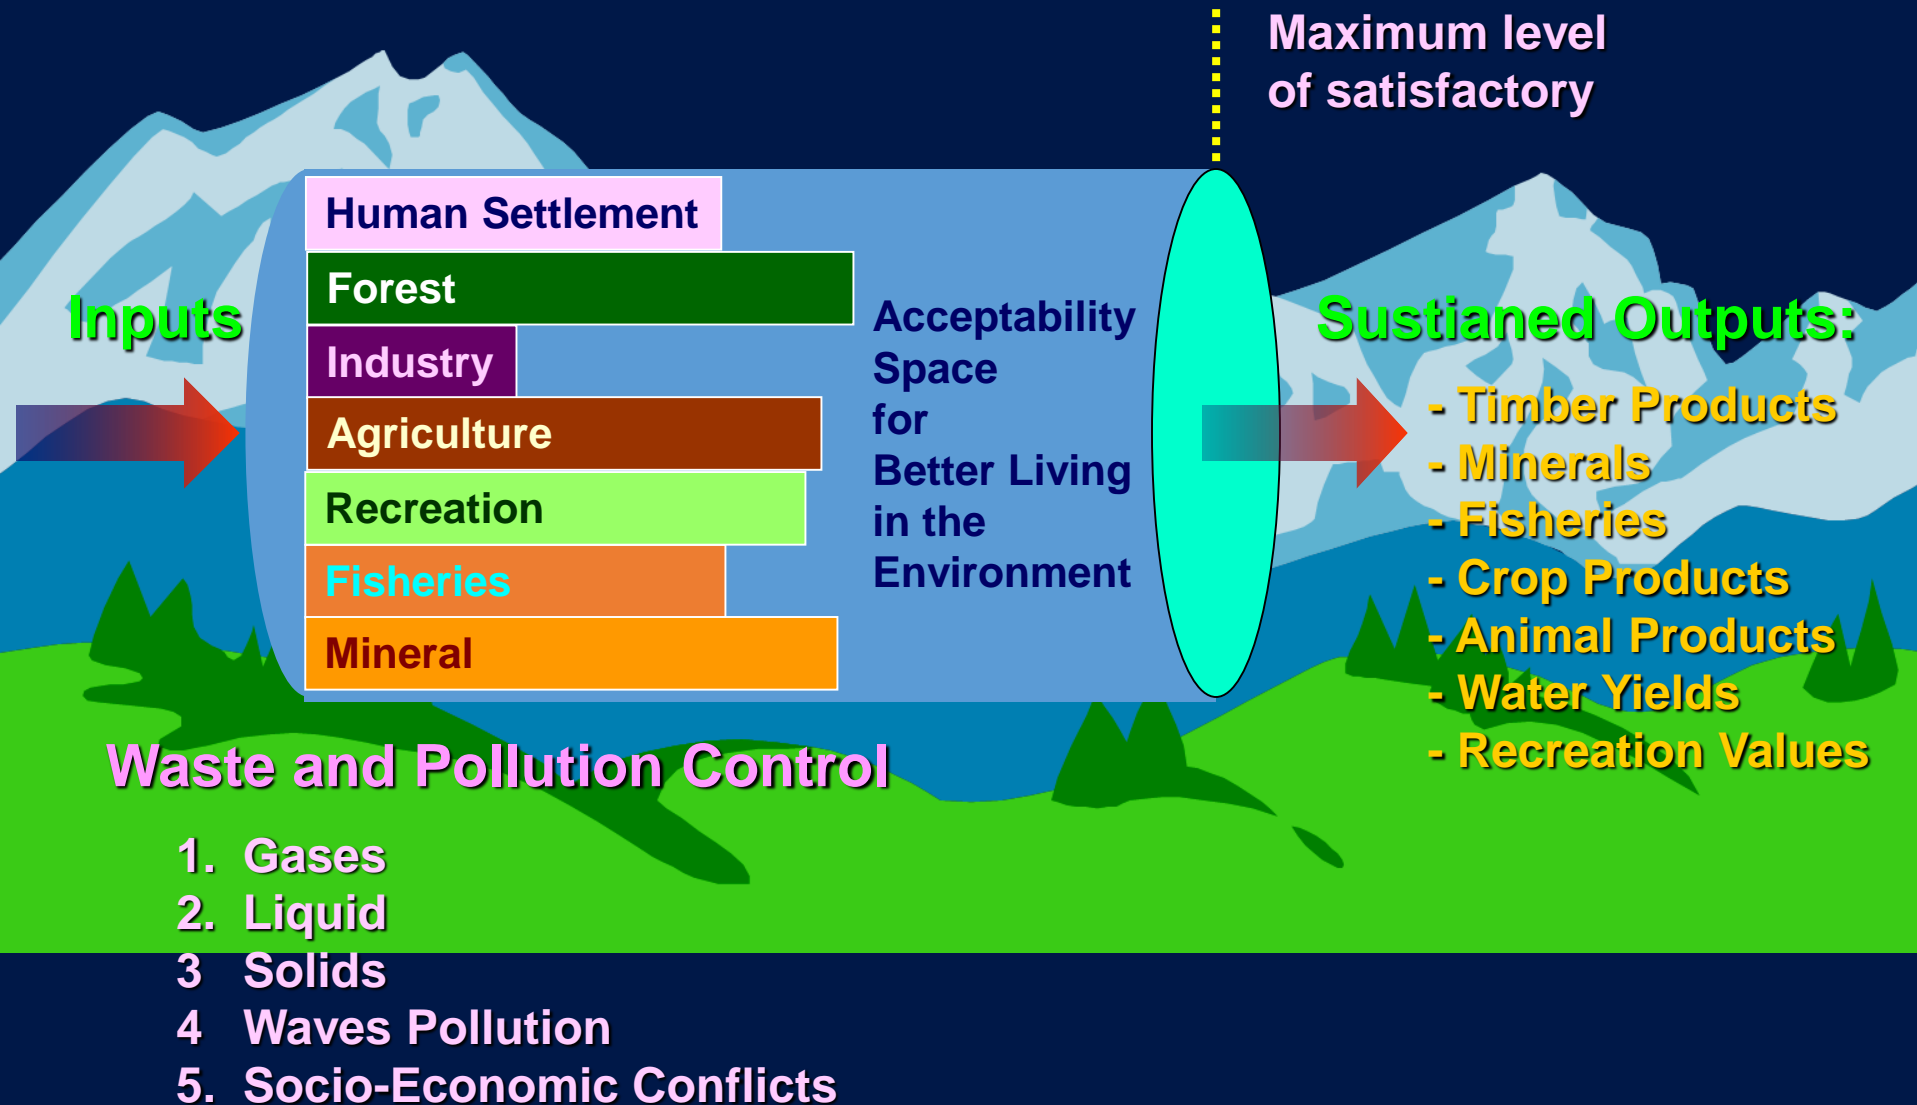 Maximum level
of satisfactory
Inputs
Human Settlement
Forest
Industry
Agriculture
Recreation
Fisheries
Mineral
Acceptability
Space
for
Better Living
in the
Environment
Sustianed Outputs:
- Timber Products
- Minerals
- Fisheries
- Crop Products
- Animal Products
- Water Yields
- Recreation Values
Waste and Pollution Control
1. Gases
2. Liquid
3 Solids
4 Waves Pollution
5. Socio-Economic Conflicts